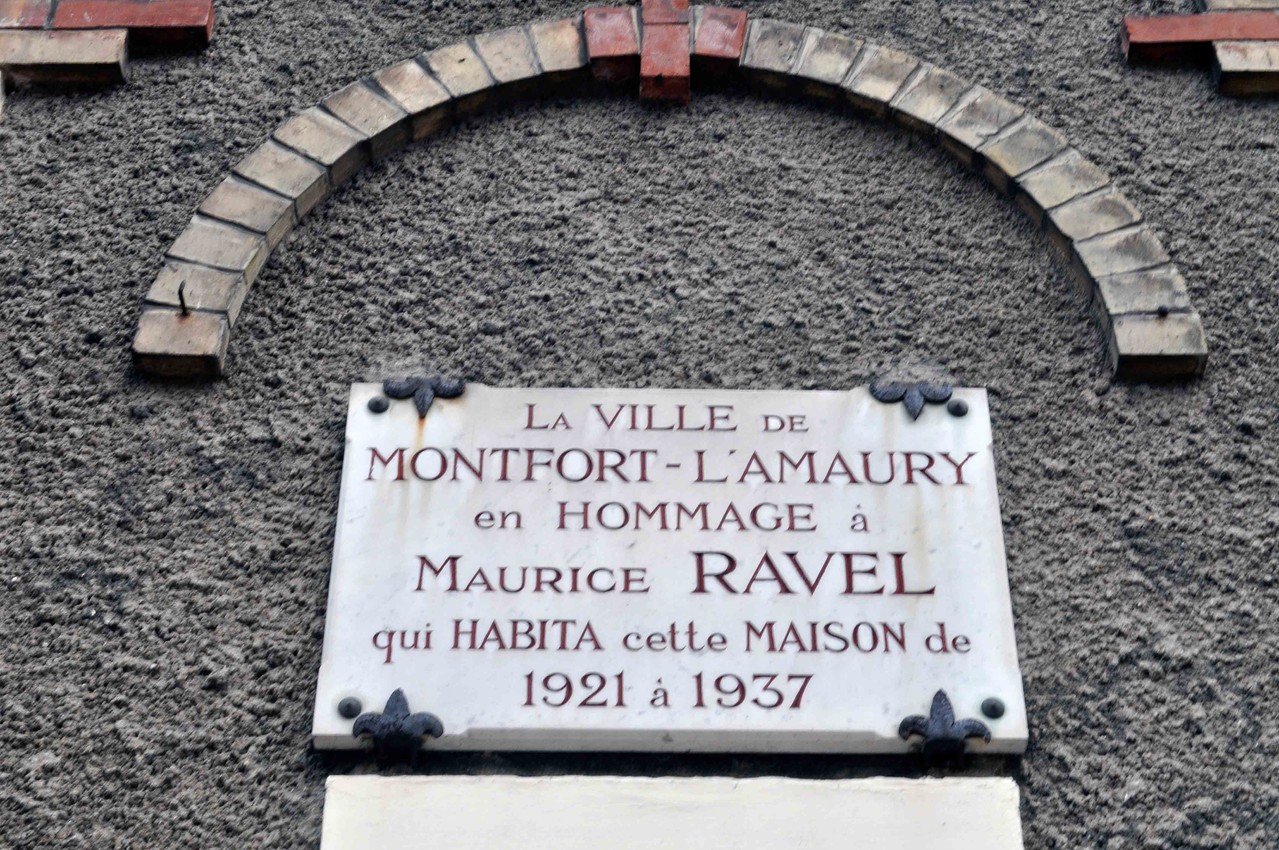 LA VILLE DE
MONTFORT-L'AMAURY
en HOMMAGE à
MAURICE RAVEL
qui HABITA cette MAISON de
1921 à 1937